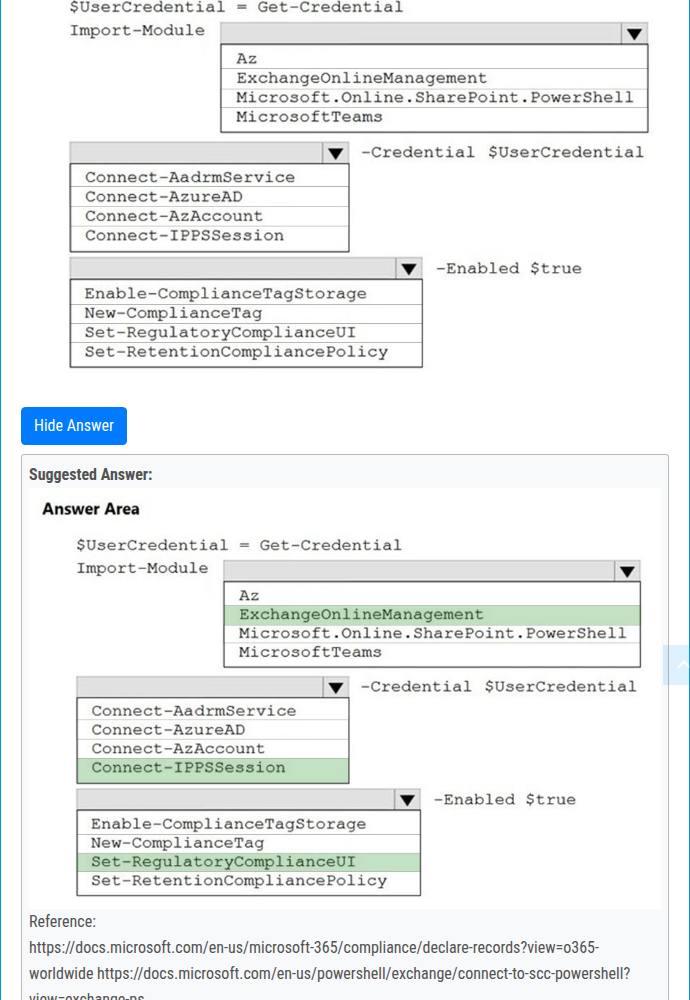 $UserCredential = Get-Credential
Import-Module
Az
ExchangeOnlineManagement
Microsoft.Online.SharePoint.PowerShell
MicrosoftTeams
-Credential $UserCredential
Connect-AadrmService
Connect-AzureAD
Connect-AzAccount
Connect-IPPSSession
-Enabled $true
Enable-ComplianceTagStorage
New-ComplianceTag
Set-RegulatoryComplianceUI
Set-RetentionCompliancePolicy
Hide Answer
Suggested Answer:
Answer Area
$UserCredential = Get-Credential
Import-Module
Az
ExchangeOnlineManagement
Microsoft.Online.SharePoint.PowerShell
MicrosoftTeams
-Credential $UserCredential
Connect-AadrmService
Connect-AzureAD
Connect-AzAccount
Connect-IPPSSession
-Enabled $true
Enable-ComplianceTagStorage
New-ComplianceTag
Set-RegulatoryComplianceUI
Set-RetentionCompliancePolicy
Reference:
https://docs.microsoft.com/en-us/microsoft-365/compliance/declare-records?view=o365-
worldwide https://docs.microsoft.com/en-us/powershell/exchange/connect-to-scc-powershell?
view=exchange-ps